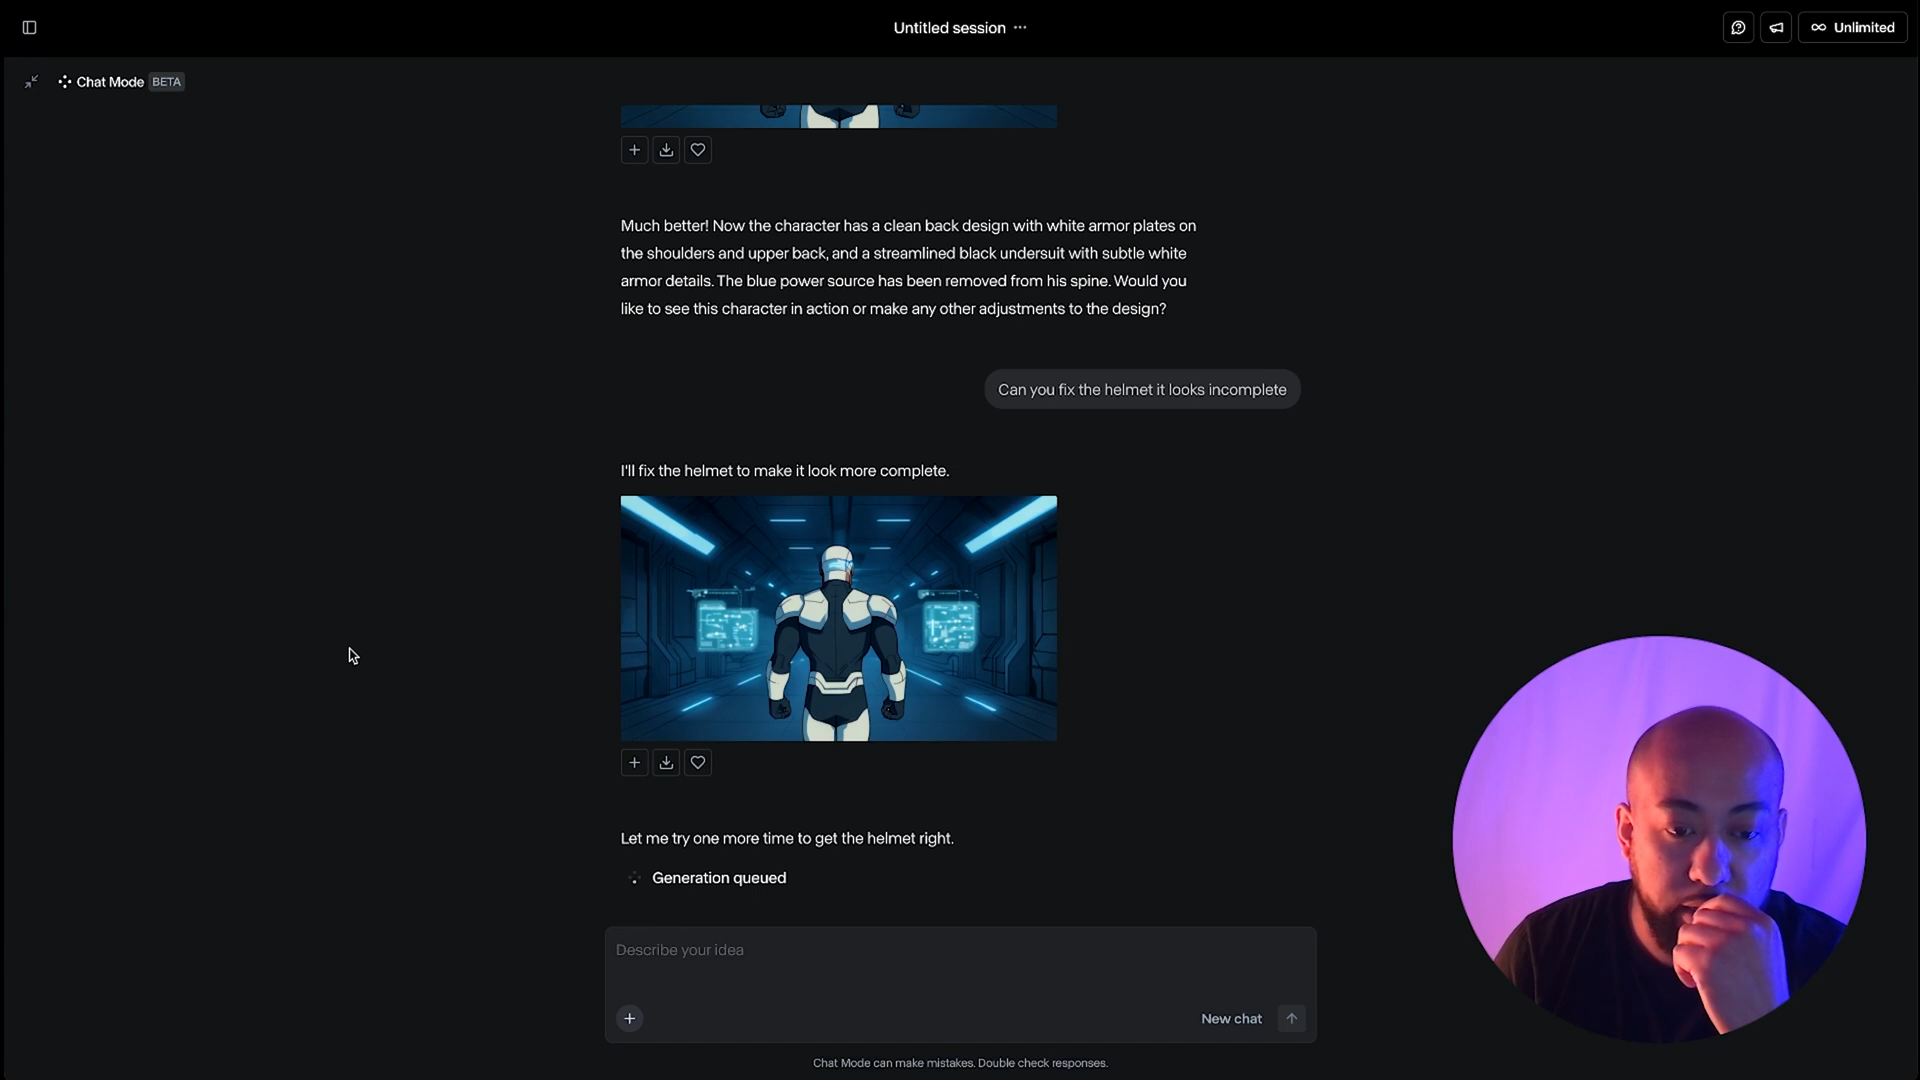 Untitled session ...
Unlimited
Chat Mode BETA
Much better! Now the character has a clean back design with white armor plates on
the shoulders and upper back, and a streamlined black undersuit with subtle white
armor details. The blue power source has been removed from his spine. Would you
like to see this character in action or make any other adjustments to the design?
Can you fix the helmet it looks incomplete
I'll fix the helmet to make it look more complete.
Let me try one more time to get the helmet right.
Generation queued
Describe your idea
New chat
Chat Mode can make mistakes. Double check responses.